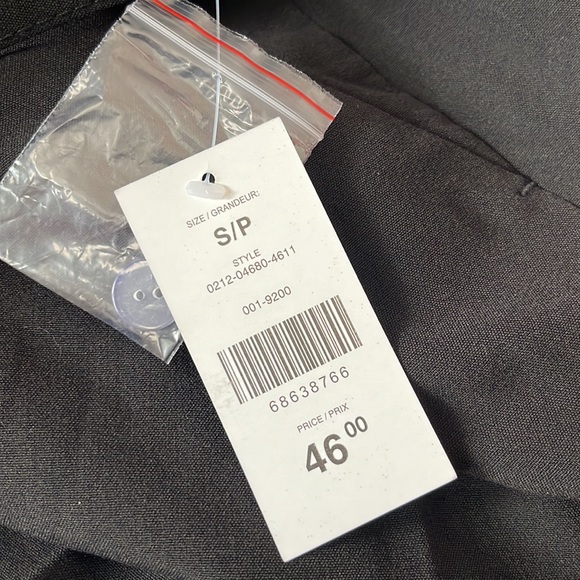 SIZE / GRANDEUR:
S/P
STYLE
0212-04680-4611
001-9200
68638766
PRICE / PRIX
46.00